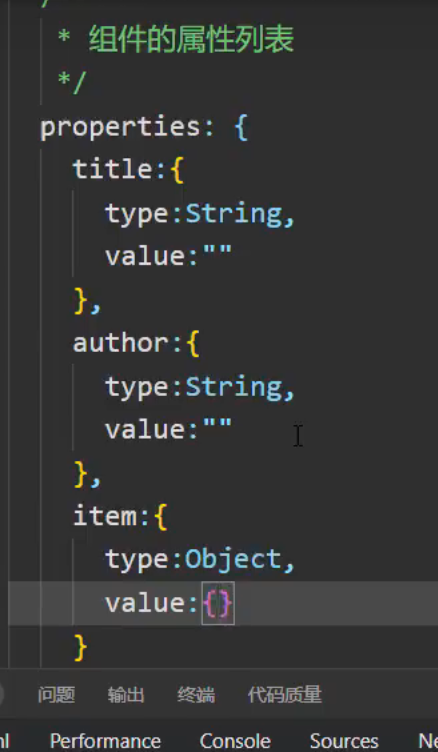 * 组件的属性列表
*/
properties: {
title:{
type:String,
value:""
},
author:{
type:String,
value:""
},
item:{
type:Object,
value:{}
}
问题 输出 终端 代码质量
Performance Console Sources